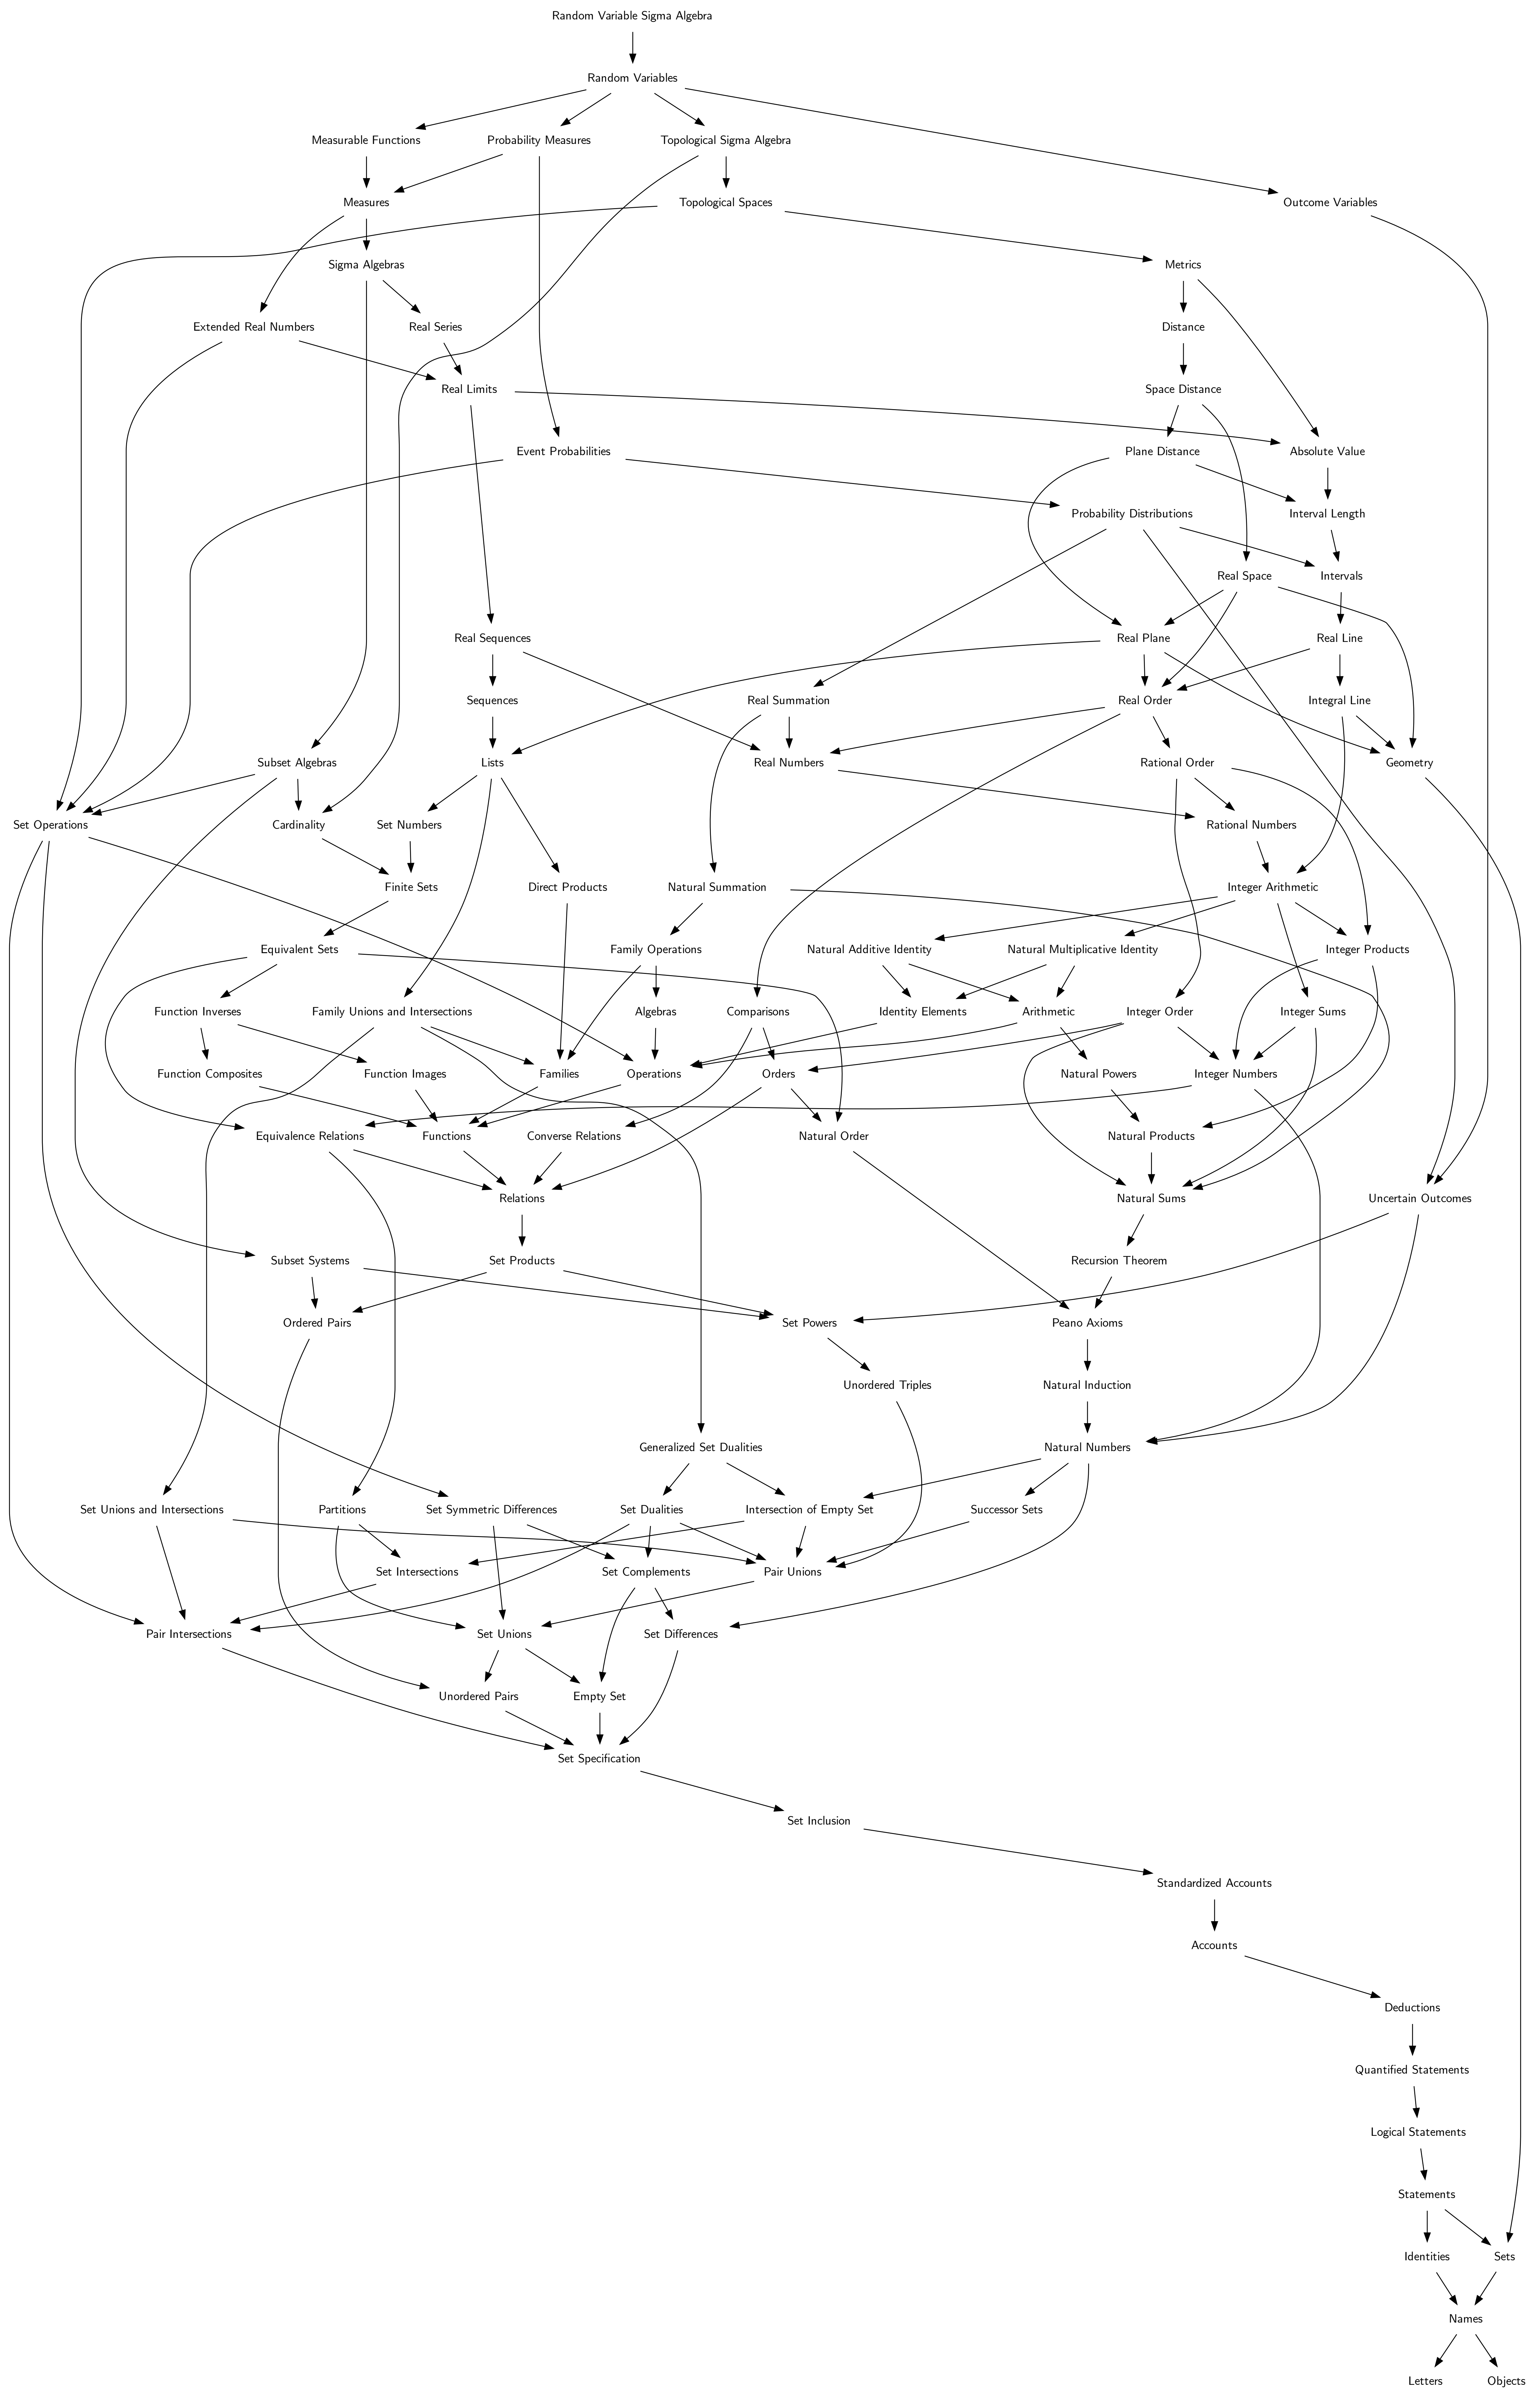 Random Variable Sigma Algebra
Random Variables
Measurable Functions
Probability Measures
Topological Sigma Algebra
Measures
Topological Spaces
Outcome Variables
Sigma Algebras
Metrics
Extended Real Numbers
Real Series
Distance
Real Limits
Space Distance
Event Probabilities
Plane Distance
Absolute Value
Probability Distributions
Interval Length
Real Space
Intervals
Real Sequences
Real Plane
Real Line
Sequences
Real Summation
Real Order
Integral Line
Subset Algebras
Lists
Real Numbers
Rational Order
Geometry
Set Operations
Cardinality
Set Numbers
Rational Numbers
Finite Sets
Direct Products
Natural Summation
Integer Arithmetic
Equivalent Sets
Family Operations
Natural Additive Identity
Natural Multiplicative Identity
Integer Products
Function Inverses
Family Unions and Intersections
Algebras
Comparisons
Identity Elements
Arithmetic
Integer Order
Integer Sums
Function Composites
Function Images
Families
Operations
Orders
Natural Powers
Integer Numbers
Equivalence Relations
Functions
Converse Relations
Natural Order
Natural Products
Relations
Natural Sums
Uncertain Outcomes
Subset Systems
Set Products
Recursion Theorem
Ordered Pairs
Set Powers
Peano Axioms
Unordered Triples
Natural Induction
Generalized Set Dualities
Natural Numbers
Set Unions and Intersections
Partitions
Set Symmetric Differences
Set Dualities
Intersection of Empty Set
Successor Sets
Set Intersections
Set Complements
Pair Unions
Pair Intersections
Set Unions
Set Differences
Unordered Pairs
Empty Set
Set Specification
Set Inclusion
Standardized Accounts
Accounts
Deductions
Quantified Statements
Logical Statements
Statements
Identities
Sets
Names
Letters
Objects